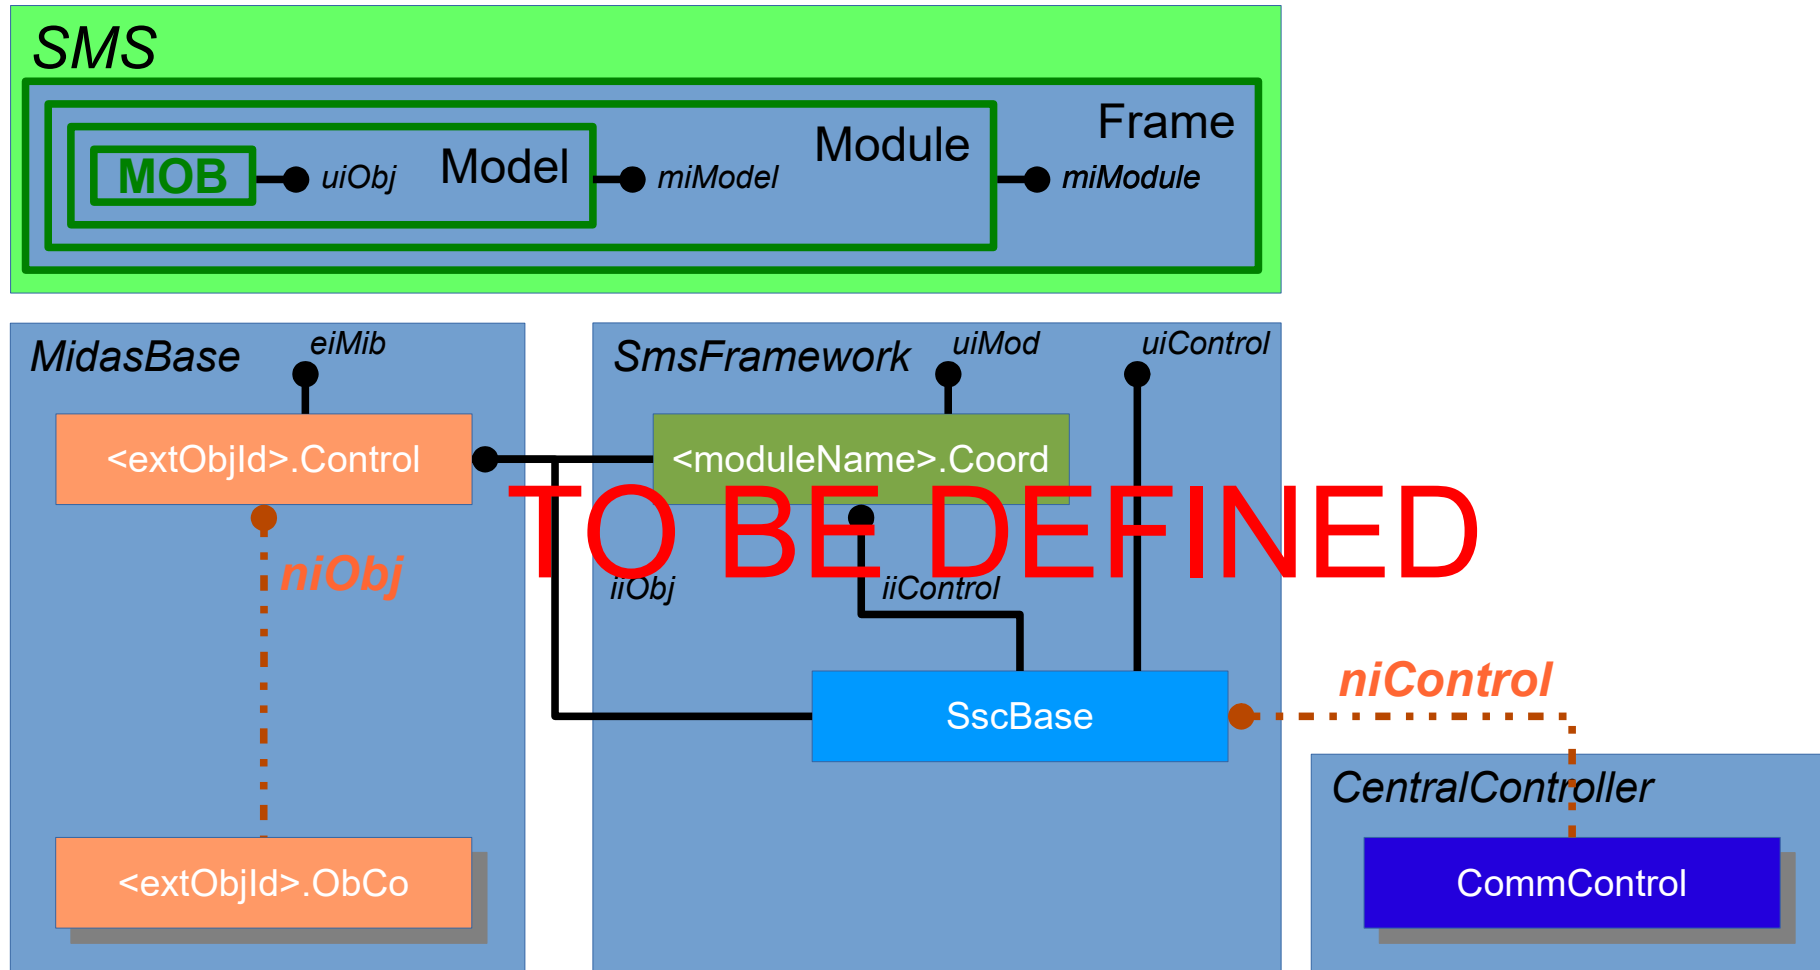 SMS
Frame
Module
Model
MOB
uiObj
miModel
miModule
MidasBase
eiMib
SmsFramework
uiMod
uiControl
<extObjId>.Control
<moduleName>.Coord
TO BE DEFINED
niObj
iiObj
iiControl
niControl
SscBase
CentralController
<extObjId>.ObCo
CommControl